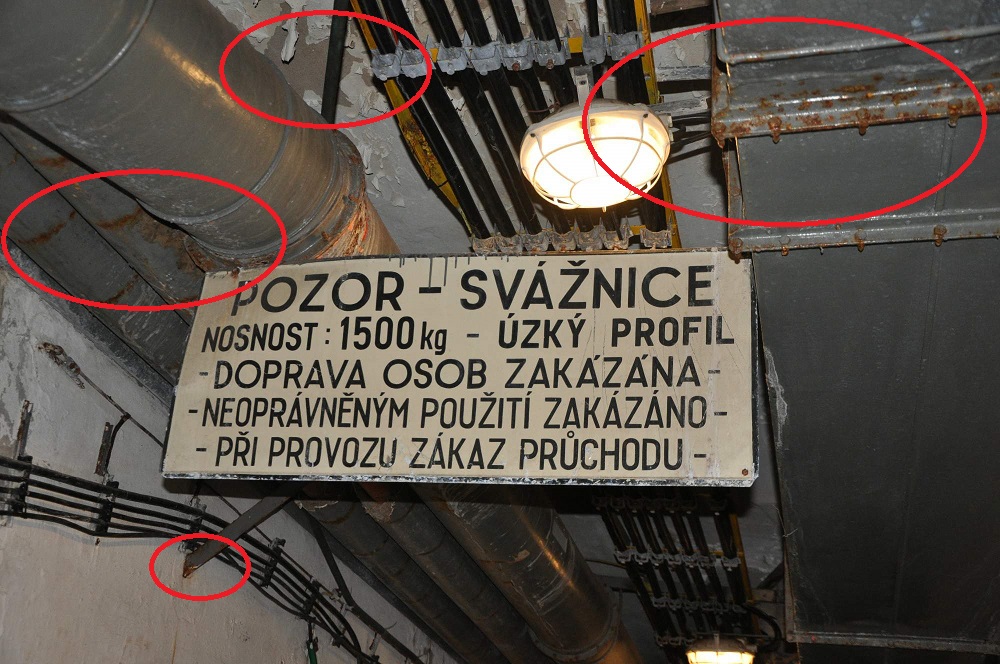 POZOR - SVÁŽNICE
NOSNOST: 1500 kg - ÚZKÝ PROFIL
- DOPRAVA OSOB ZAKÁZÁNA -
- NEOPRÁVNĚNÝM POUŽITÍ ZAKÁZÁNO -
- PŘI PROVOZU ZÁKAZ PRŮCHODU -